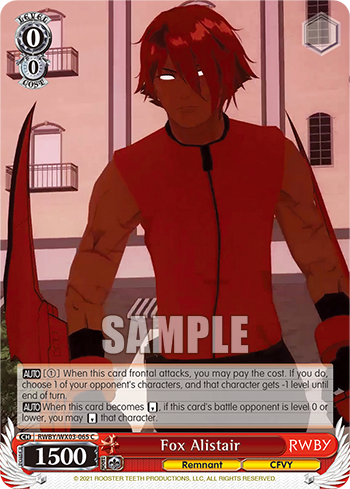 LEVEL
0
0
COST
SAMPLE
AUTO [①] When this card frontal attacks, you may pay the cost. If you do,
choose 1 of your opponent's characters, and that character gets -1 level until
end of turn.
AUTO When this card becomes [ ], if this card's battle opponent is level 0 or
lower, you may [ ] that character.
CH RWBY/WX03-065 C
Fox Alistair
RWBY
POWER
1500
Remnant
CFVY
©2021 ROOSTER TEETH PRODUCTIONS, LLC, ALL RIGHTS RESERVED.